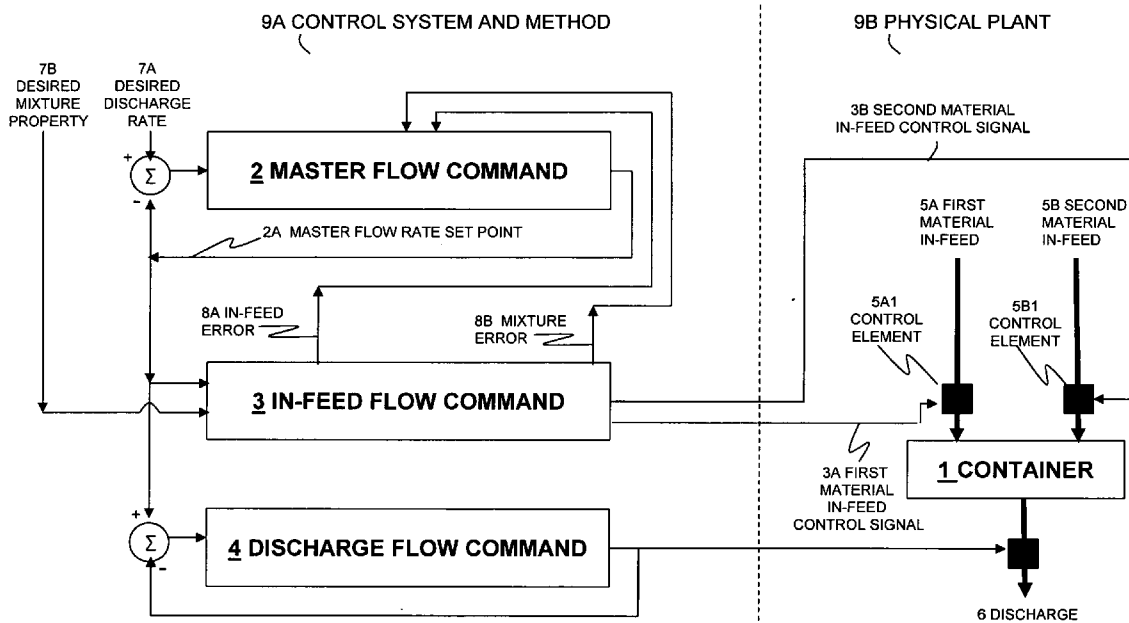 9A CONTROL SYSTEM AND METHOD
9B PHYSICAL PLANT
7B
DESIRED
MIXTURE
PROPERTY
7A
DESIRED
DISCHARGE
RATE
+
Σ
-
2 MASTER FLOW COMMAND
2A MASTER FLOW RATE SET POINT
3B SECOND MATERIAL
IN-FEED CONTROL SIGNAL
5A FIRST
MATERIAL
IN-FEED
5B SECOND
MATERIAL
IN-FEED
8A IN-FEED
ERROR
8B MIXTURE
ERROR
5A1
CONTROL
ELEMENT
5B1
CONTROL
ELEMENT
3 IN-FEED FLOW COMMAND
1 CONTAINER
3A FIRST
MATERIAL
IN-FEED
CONTROL SIGNAL
+
Σ
-
4 DISCHARGE FLOW COMMAND
6 DISCHARGE